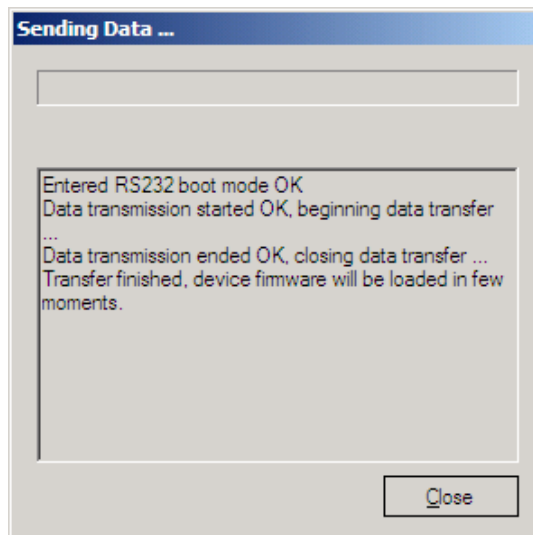 Sending Data ...
Entered RS232 boot mode OK
Data transmission started OK, beginning data transfer
...
Data transmission ended OK, closing data transfer ...
Transfer finished, device firmware will be loaded in few
moments.
Close